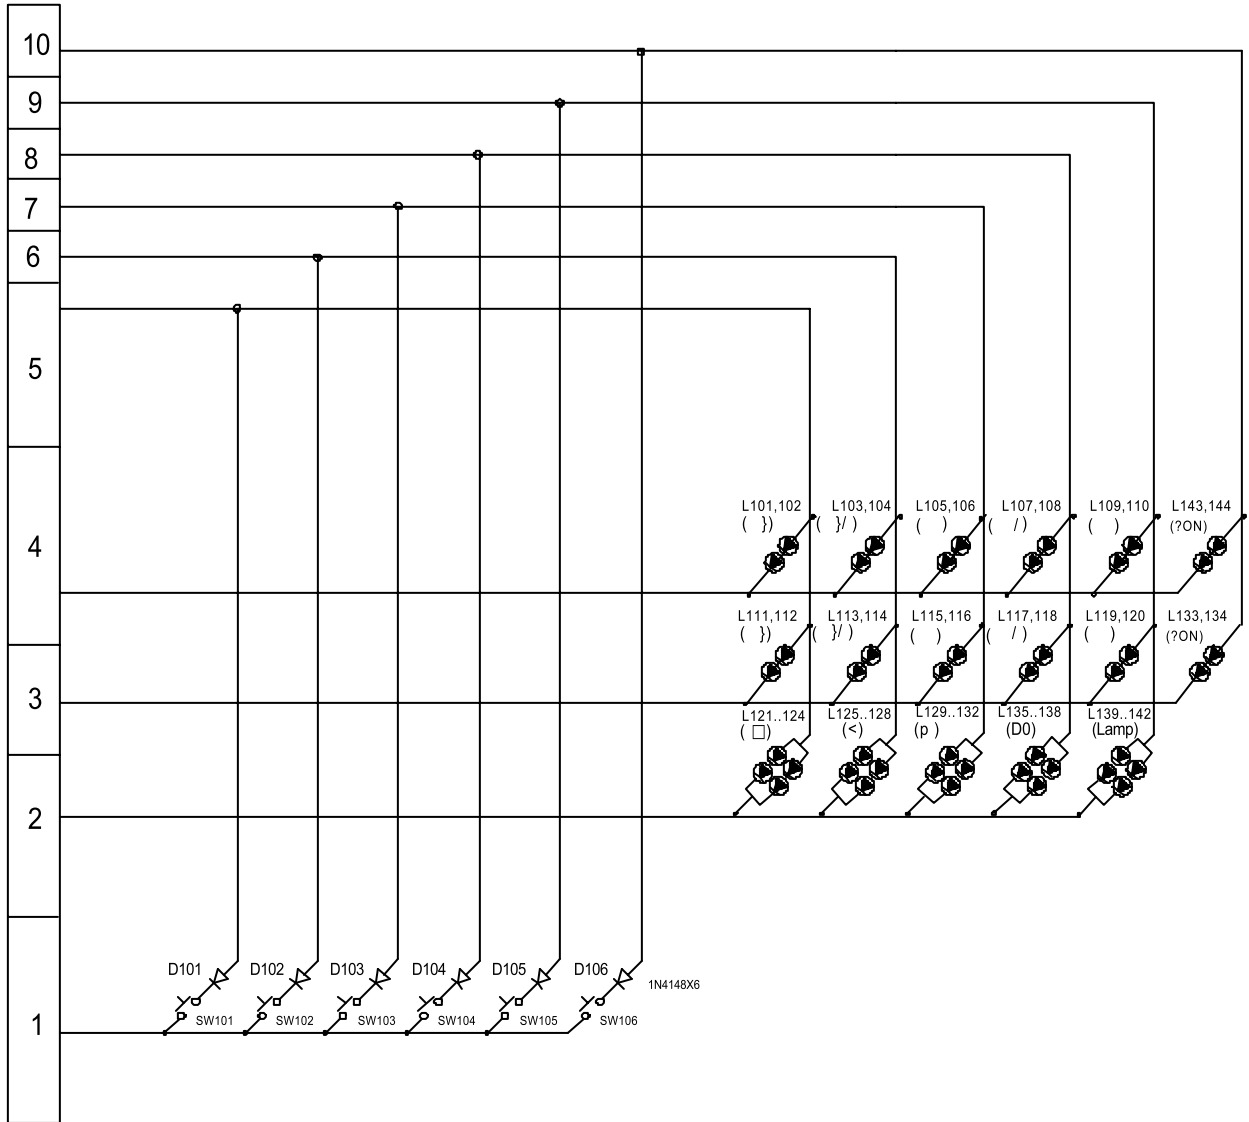 10
9
8
7
6
5
4
3
2
1
L101,102 L103,104 L105,106 L107,108 L109,110 L143,144
( }) ( }/ ) ( ) ( / ) ( ) (?ON)
L111,112 L113,114 L115,116 L117,118 L119,120 L133,134
( }) ( }/ ) ( ) ( / ) ( ) (?ON)
L121..124 L125..128 L129..132 L135..138 L139..142
( □) (<) (p ) (D0) (Lamp)
D101 D102 D103 D104 D105 D106
1N4148X6
SW101 SW102 SW103 SW104 SW105 SW106